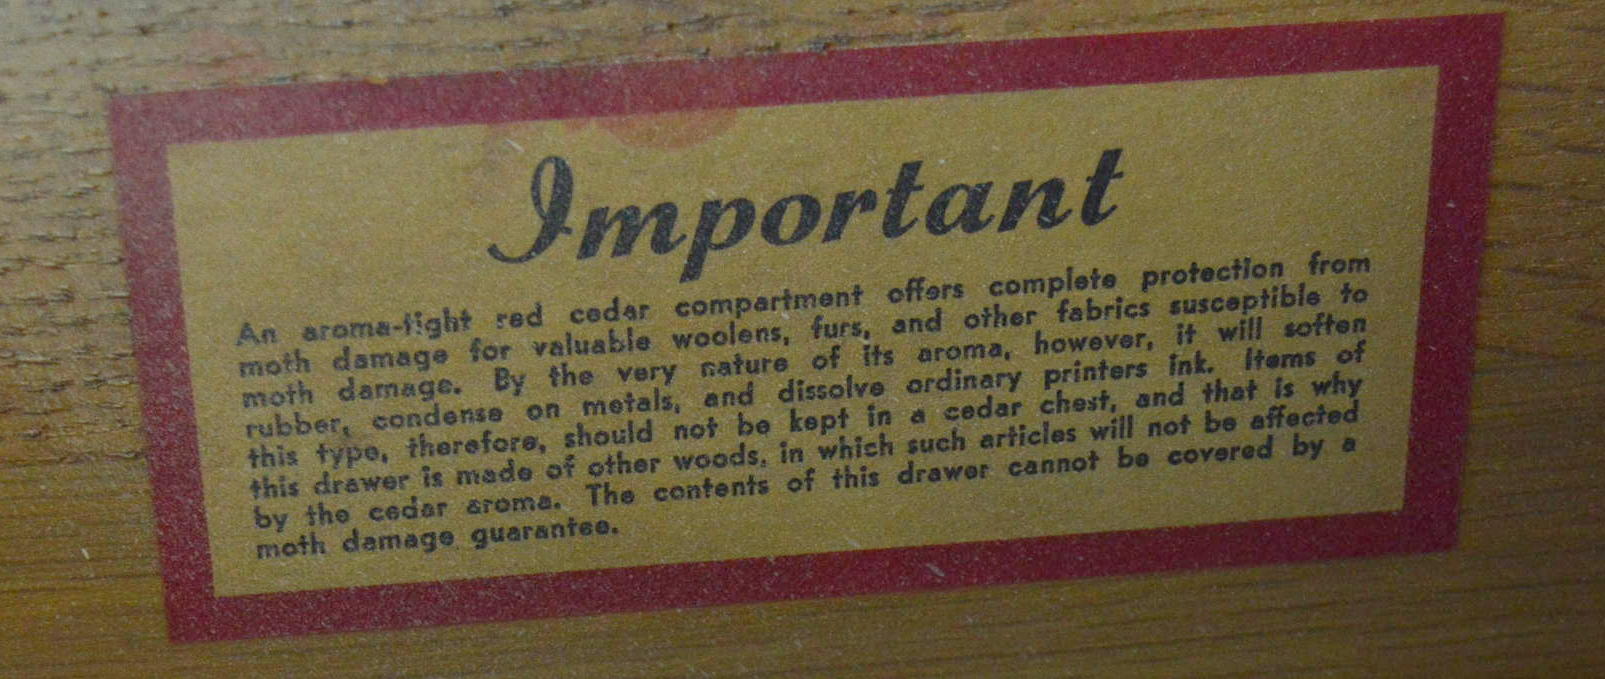 Important
An aroma-tight red cedar compartment offers complete protection from
moth damage for valuable woolens, furs, and other fabrics susceptible to
moth damage. By the very nature of its aroma, however, it will soften
rubber, condense on metals, and dissolve ordinary printers ink. Items of
this type, therefore, should not be kept in a cedar chest, and that is why
this drawer is made of other woods, in which such articles will not be affected
by the cedar aroma. The contents of this drawer cannot be covered by a
moth damage guarantee.